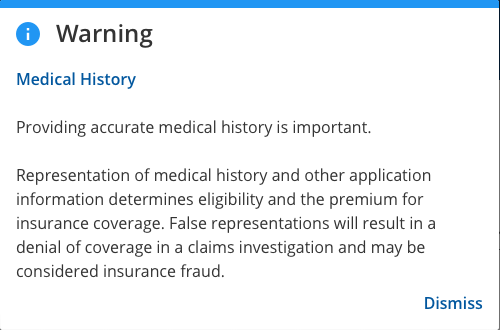 Warning
Medical History
Providing accurate medical history is important.
Representation of medical history and other application
information determines eligibility and the premium for
insurance coverage. False representations will result in a
denial of coverage in a claims investigation and may be
considered insurance fraud.
Dismiss